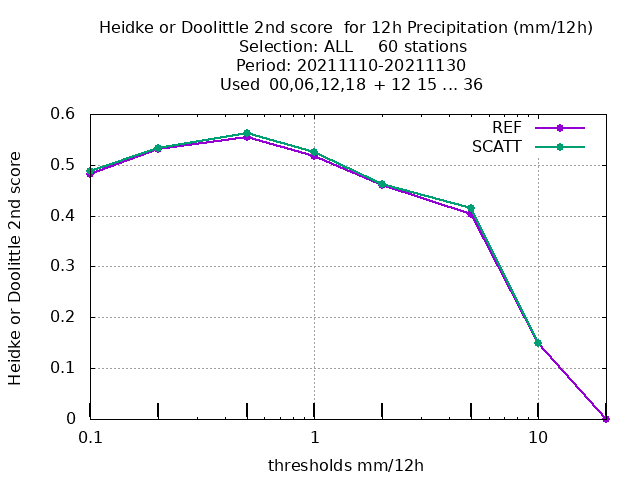 Heidke or Doolittle 2nd score  for 12h Precipitation (mm/12h)
Selection: ALL     60 stations
Period: 20211110-20211130
Used  00,06,12,18  + 12 15 ... 36
REF
SCATT
0.6
0.5
0.4
0.3
0.2
0.1
0
Heidke or Doolittle 2nd score
0.1 1 10
thresholds mm/12h